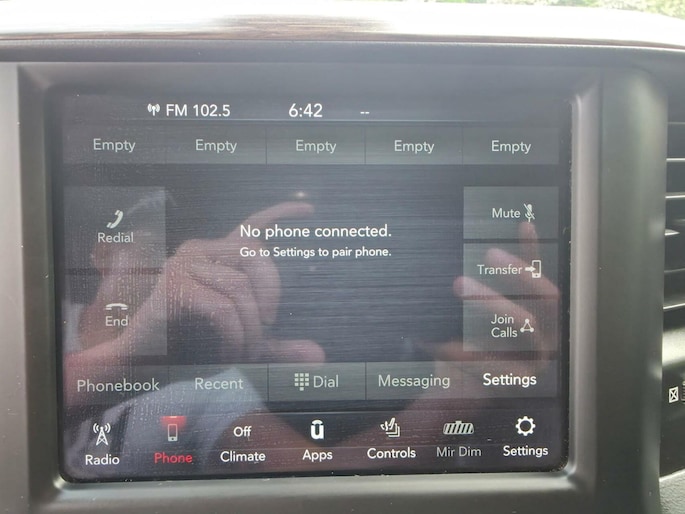 FM 102.5 6:42 --
Empty Empty Empty Empty Empty
Redial
No phone connected.
Go to Settings to pair phone.
Mute
Transfer
End
Join
Calls
Phonebook Recent Dial Messaging Settings
Radio Phone Off
Climate Apps Controls Mir Dim Settings